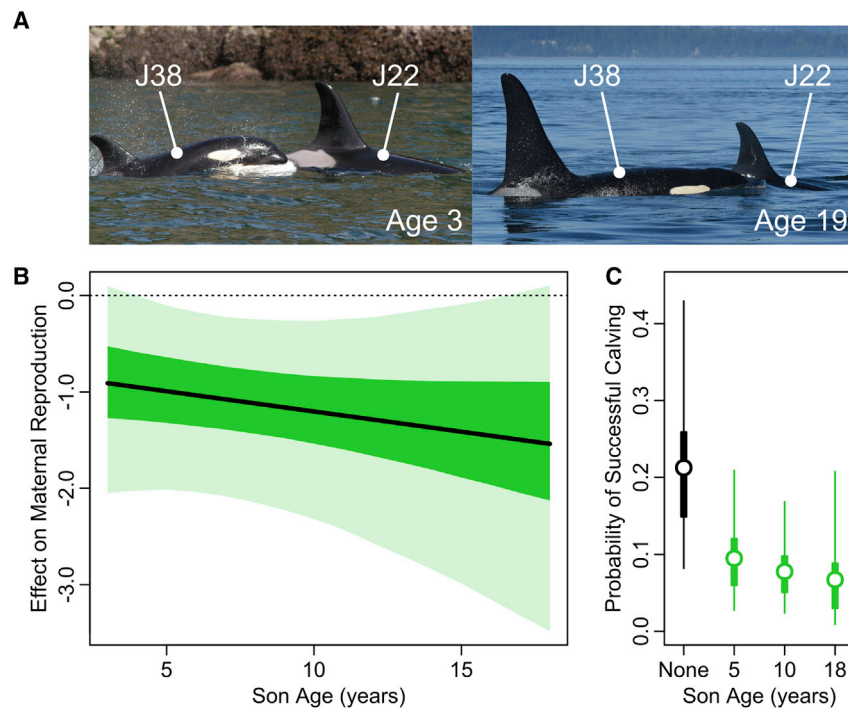 A
J38
J22
Age 3
J38
J22
Age 19
B
Effect on Maternal Reproduction
0.0
-1.0
-2.0
-3.0
5
10
15
Son Age (years)
C
Probability of Successful Calving
0.4
0.3
0.2
0.1
0.0
None
5
10
18
Son Age (years)